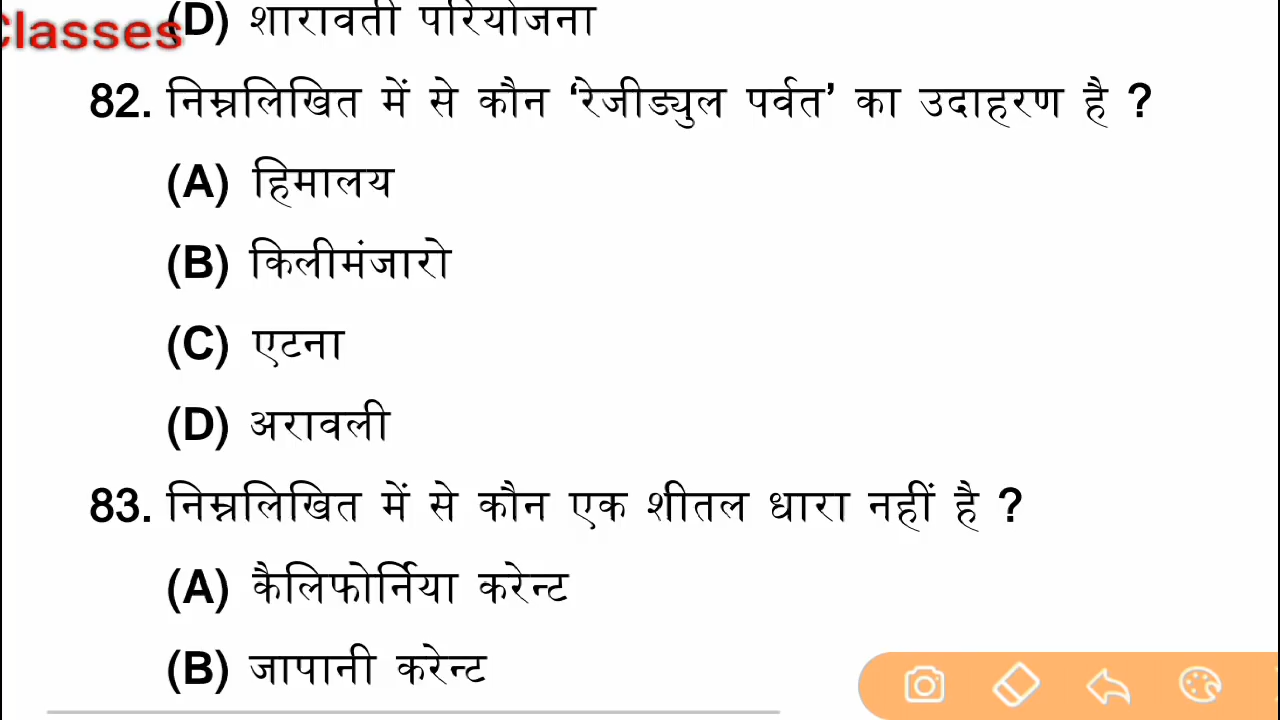 (D) शारावती परियोजना
Classes
82. निम्नलिखित में से कौन ‘रेजीड्युल पर्वत’ का उदाहरण है ?
(A) हिमालय
(B) किलीमंजारो
(C) एटना
(D) अरावली
83. निम्नलिखित में से कौन एक शीतल धारा नहीं है ?
(A) कैलिफोर्निया करेन्ट
(B) जापानी करेन्ट